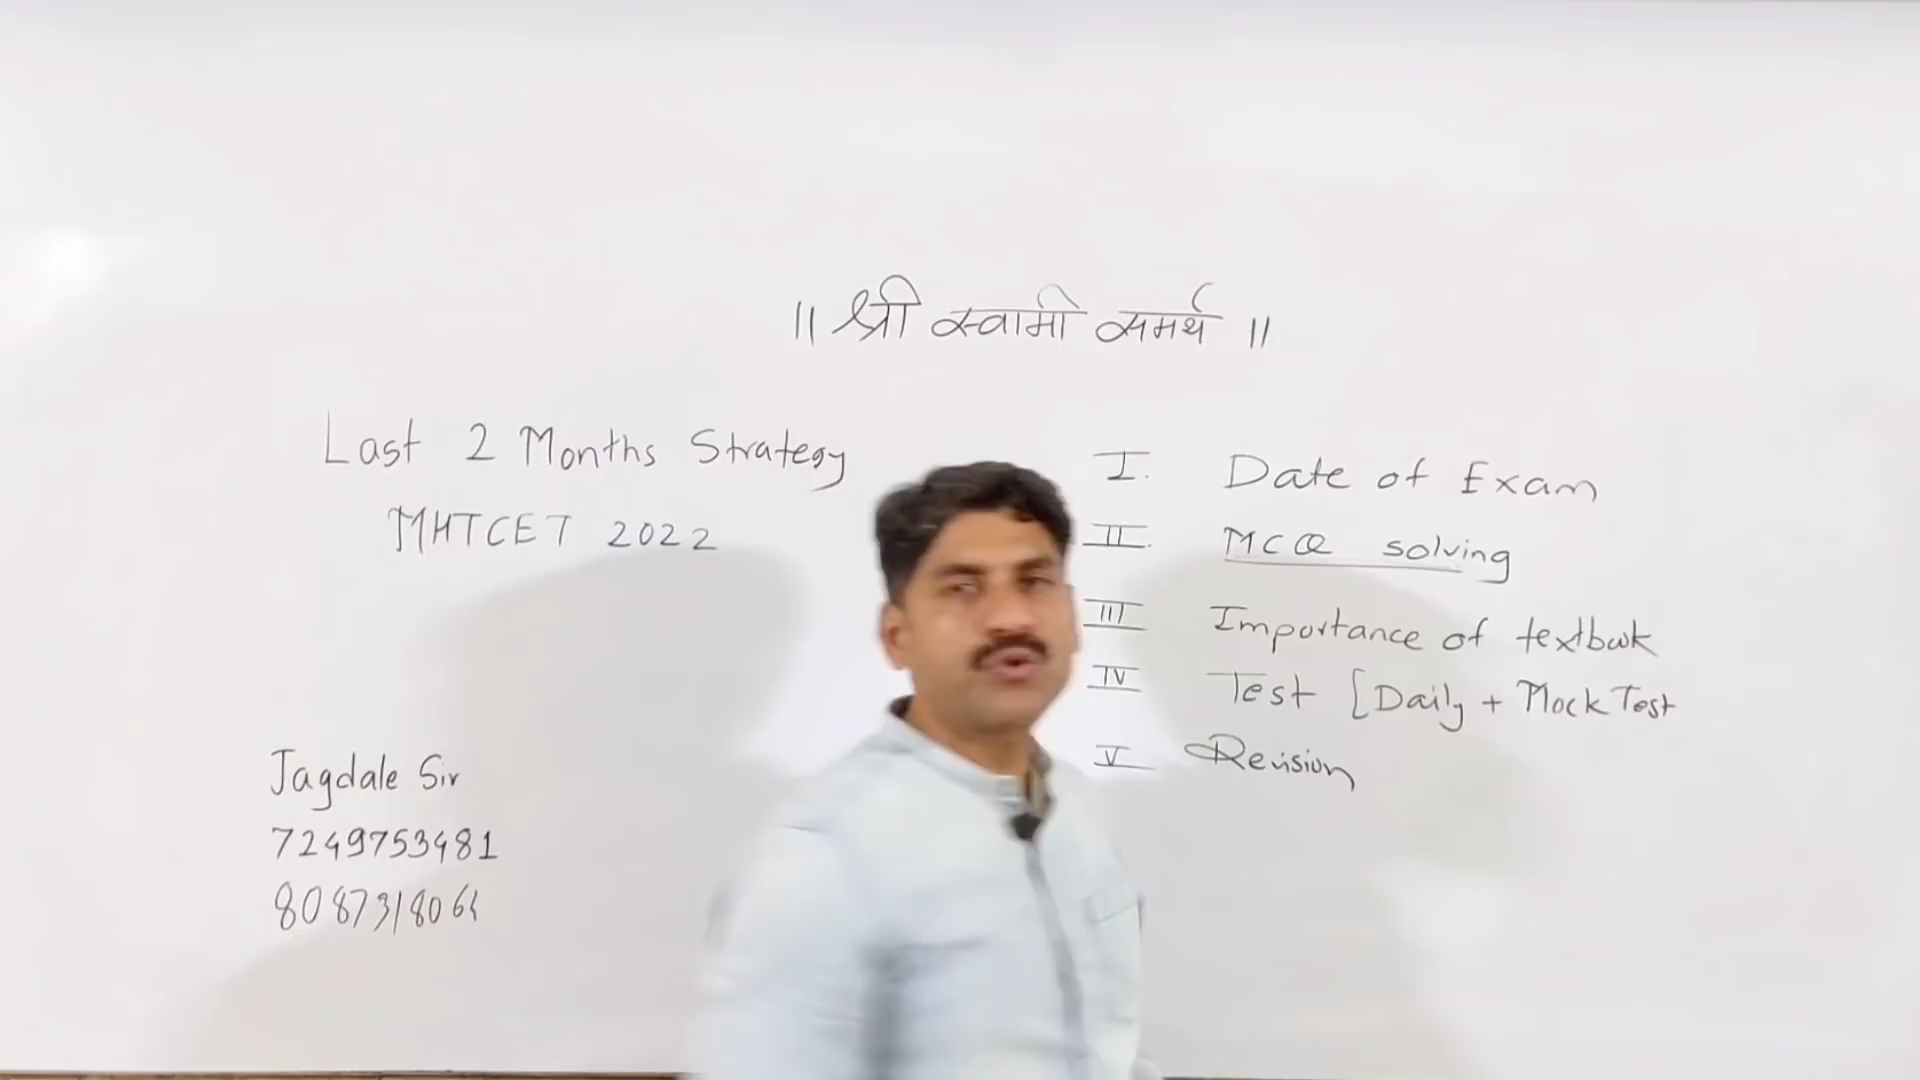 ॥ श्री स्वामी समर्थ ॥
Last 2 Months Strategy
MHTCET 2022
I. Date of Exam
II. MCQ solving
III Importance of textbook
IV Test [Daily + Mock Test
V Revision
Jagdale Sir
7249753481
8087318064